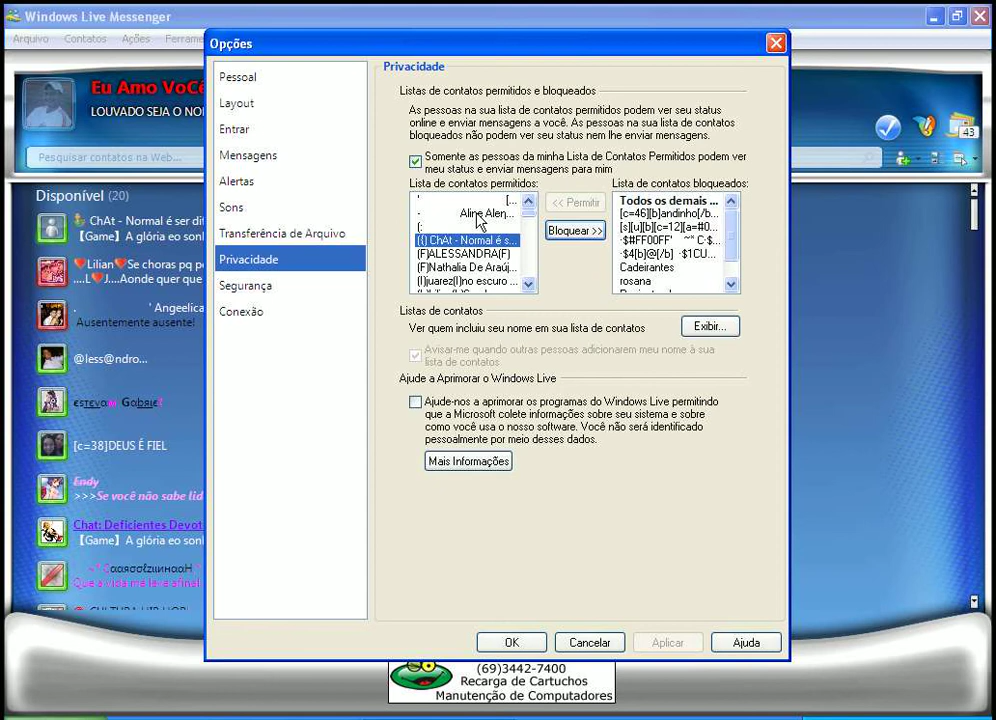 Windows Live Messenger
Arquivo Contatos Ações Ferrame
Opções
Eu Amo VoCê
LOUVADO SEJA O NO
Pesquisar contatos na Web...
43
Disponível (20)
ChAt - Normal é ser dif
【Game】A glória eo sonl
Lilian Se choras pq p
....L J....Aonde quer que
. ' Angelica
Ausentemente ausente!
@less@ndro...
[c=38]DEUS É FIEL
Endy
>>>Se você não sabe lid
Chat: Deficientes Devot
【Game】A glória eo sonl
Que a vida me leve afinal
Pessoal
Layout
Entrar
Mensagens
Alertas
Sons
Transferência de Arquivo
Privacidade
Segurança
Conexão
Privacidade
Listas de contatos permitidos e bloqueados
As pessoas na sua lista de contatos permitidos podem ver seu status
online e enviar mensagens a você. As pessoas na sua lista de contatos
bloqueados não podem ver seu status nem lhe enviar mensagens.
Somente as pessoas da minha Lista de Contatos Permitidos podem ver
meu status e enviar mensagens para mim
Lista de contatos permitidos:
' [...
· Aline Alen...
[:
({) ChAt - Normal é s...
(F)ALESSANDRA(F)
(F)Nathalia De Araúj...
(I)juarez(I)no escuro ...
<< Permitir
Bloquear >>
Lista de contatos bloqueados:
Todos os demais ...
[c=46][b]andinho[/b...
[s][u][b][c=12][a=#0...
·$#FF00FF' ~" C·$...
·$4[b]@[/b] ·$1CU...
Cadeirantes
rosana
Listas de contatos
Ver quem incluiu seu nome em sua lista de contatos
Exibir...
Avisar-me quando outras pessoas adicionarem meu nome à sua
lista de contatos
Ajude a Aprimorar o Windows Live
Ajude-nos a aprimorar os programas do Windows Live permitindo
que a Microsoft colete informações sobre seu sistema e sobre
como você usa o nosso software. Você não será identificado
pessoalmente por meio desses dados.
Mais Informações
OK Cancelar Aplicar Ajuda
(69)3442-7400
Recarga de Cartuchos
Manutenção de Computadores